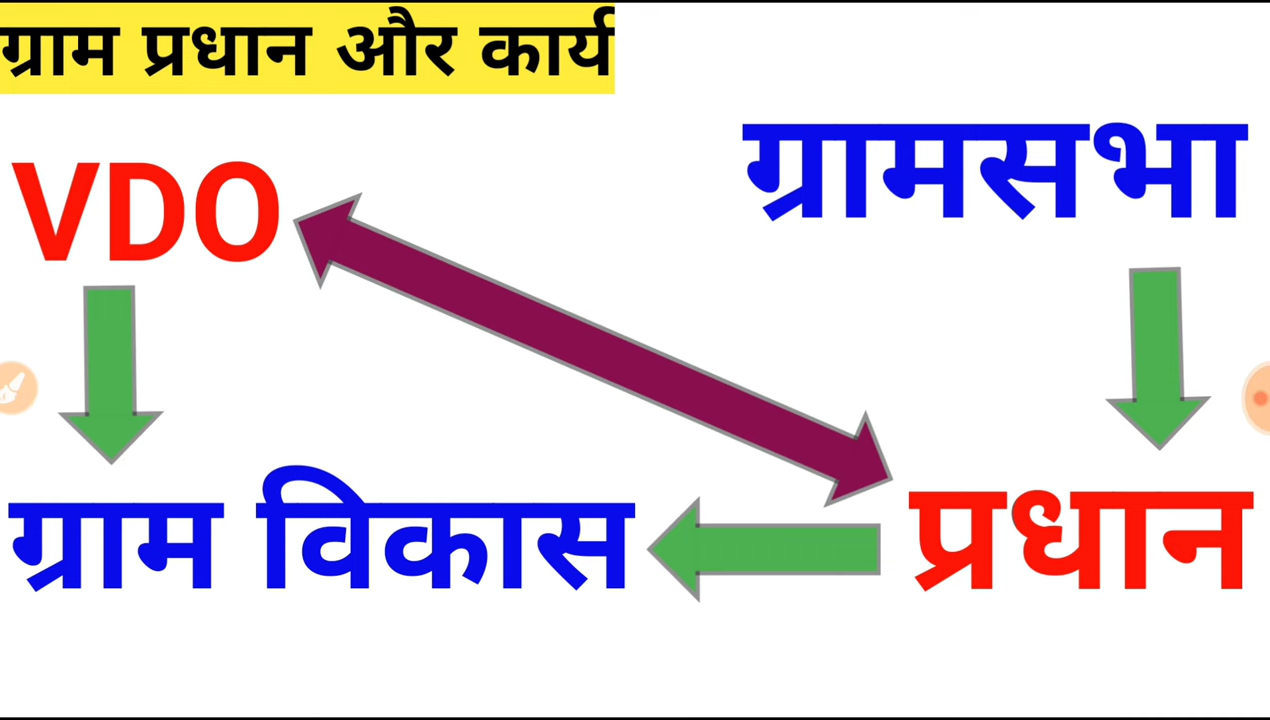 ग्राम प्रधान और कार्य
VDO
ग्रामसभा
ग्राम विकास
प्रधान